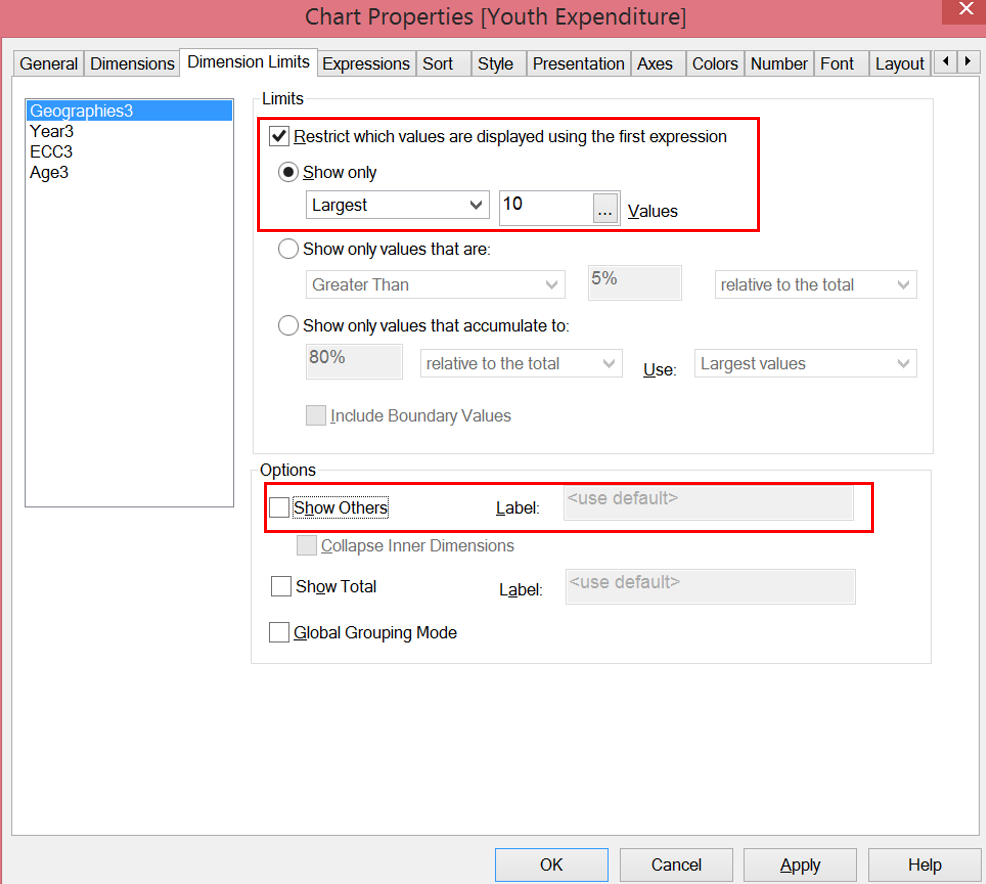 Chart Properties [Youth Expenditure]
General Dimensions Dimension Limits Expressions Sort Style Presentation Axes Colors Number Font Layout
Geographies3
Year3
ECC3
Age3
Limits
Restrict which values are displayed using the first expression
Show only
Largest 10 ... Values
Show only values that are:
Greater Than 5% relative to the total
Show only values that accumulate to:
80% relative to the total Use: Largest values
Include Boundary Values
Options
Show Others Label: <use default>
Collapse Inner Dimensions
Show Total Label: <use default>
Global Grouping Mode
OK Cancel Apply Help